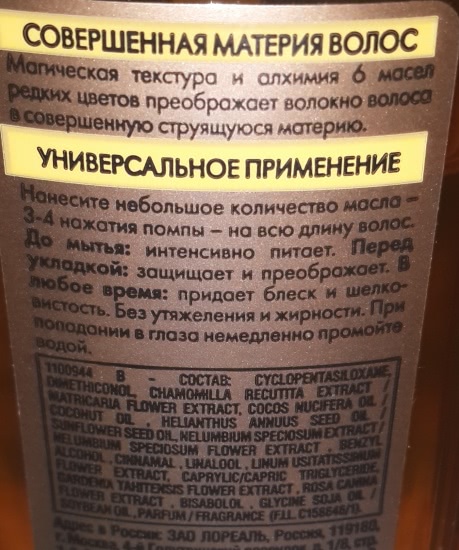 СОВЕРШЕННАЯ МАТЕРИЯ ВОЛОС
Магическая текстура и алхимия 6 масел
редких цветов преображает волокно волоса
в совершенную струящуюся материю.
УНИВЕРСАЛЬНОЕ ПРИМЕНЕНИЕ
Нанесите небольшое количество масла –
3-4 нажатия помпы – на всю длину волос.
До мытья: интенсивно питает. Перед
укладкой: защищает и преображает. В
любое время: придает блеск и шелко-
вистость. Без утяжеления и жирности. При
попадании в глаза немедленно промойте
водой.
1100944 B - СОСТАВ: CYCLOPENTASILOXANE,
DIMETHICONOL, CHAMOMILLA RECUTITA EXTRACT /
MATRICARIA FLOWER EXTRACT, COCOS NUCIFERA OIL /
COCONUT OIL , HELIANTHUS ANNUUS SEED OIL /
SUNFLOWER SEED OIL, NELUMBIUM SPECIOSUM EXTRACT /
NELUMBIUM SPECIOSUM FLOWER EXTRACT , BENZYL
ALCOHOL , CINNAMAL , LINALOOL , LINUM USITATISSIMUM
FLOWER EXTRACT, CAPRYLIC/CAPRIC TRIGLYCERIDE,
GARDENIA TAHITENSIS FLOWER EXTRACT , ROSA CANINA
FLOWER EXTRACT , BISABOLOL , GLYCINE SOJA OIL /
SOYBEAN OIL , PARFUM / FRAGRANCE (F.I.L.
Адрес в России: ЗАО ЛОРЕАЛЬ, Россия, 119180,
г. Москва, 4-й